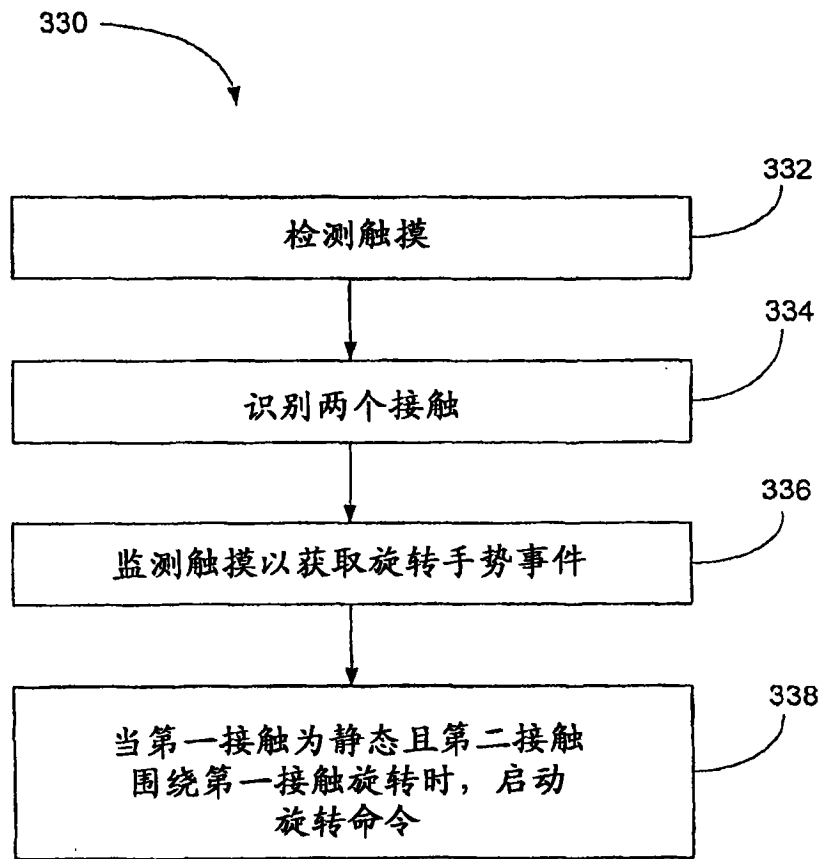 330
332
检测触摸
334
识别两个接触
336
监测触摸以获取旋转手势事件
338
当第一接触为静态且第二接触
围绕第一接触旋转时，启动
旋转命令